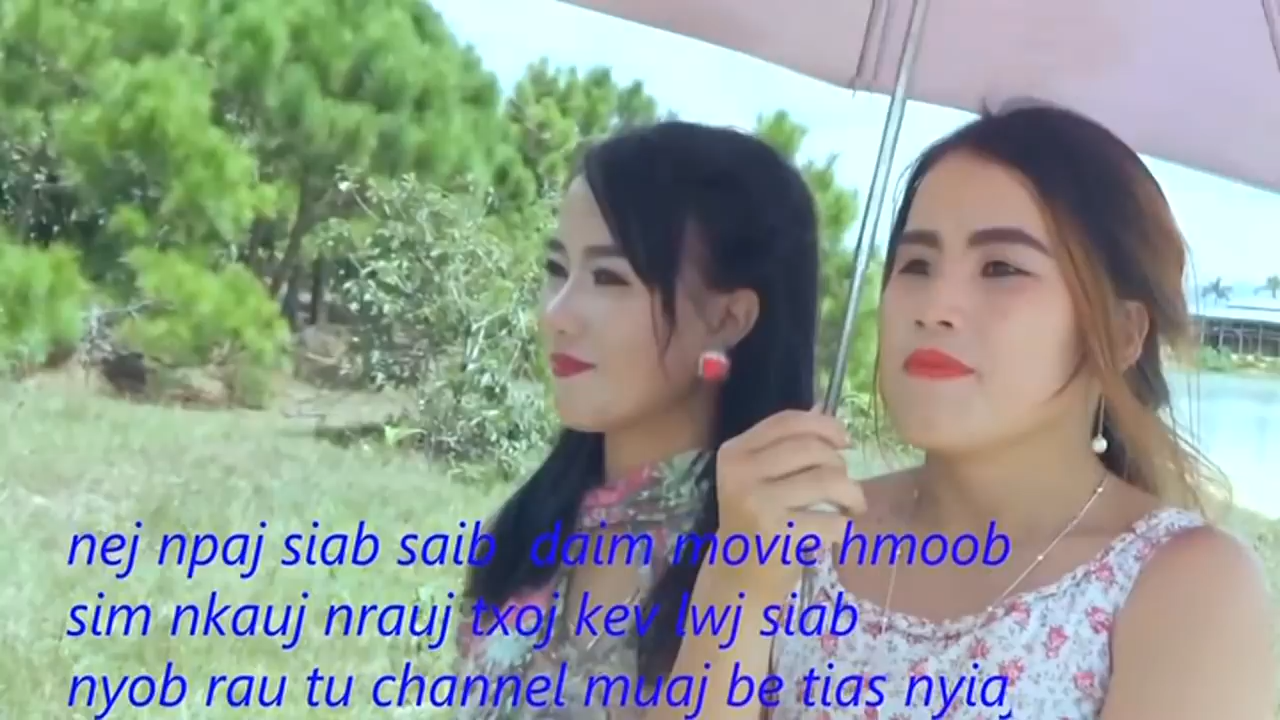 nej npaj siab saib daim movie hmoob
sim nkauj nrauj txoj kev lwj siab
nyob rau tu channel muaj be tias nyiaj